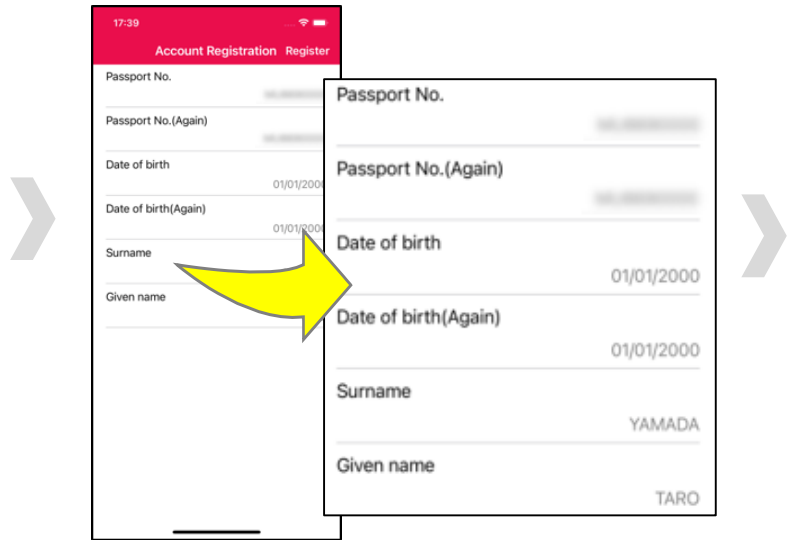 17:39
Account Registration Register
Passport No.
Passport No.(Again)
Date of birth
01/01/2000
Date of birth(Again)
01/01/2000
Surname
Given name
Passport No.
Passport No.(Again)
Date of birth
01/01/2000
Date of birth(Again)
01/01/2000
Surname
YAMADA
Given name
TARO